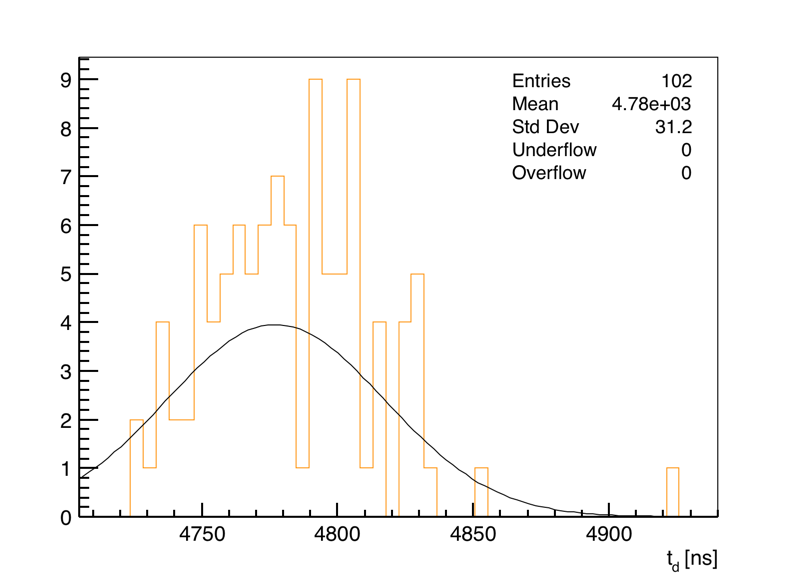 Entries 102
Mean 4.78e+03
Std Dev 31.2
Underflow 0
Overflow 0
9
8
7
6
5
4
3
2
1
0
4750 4800 4850 4900
t_d [ns]